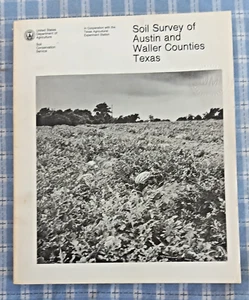 United States
Department of
Agriculture
Soil
Conservation
Service
In Cooperation with the
Texas Agricultural
Experiment Station
Soil Survey of
Austin and
Waller Counties
Texas